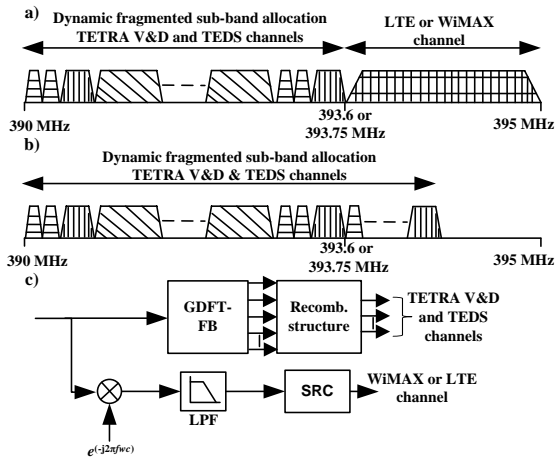 a)
Dynamic fragmented sub-band allocation
TETRA V&D and TEDS channels
LTE or WiMAX
channel
390 MHz
393.6 or
393.75 MHz
395 MHz
b)
Dynamic fragmented sub-band allocation
TETRA V&D & TEDS channels
390 MHz
393.6 or
393.75 MHz
395 MHz
c)
GDFT-
FB
Recomb.
structure
TETRA V&D
and TEDS
channels
LPF
SRC
WiMAX or LTE
channel
e(-j2πfwc)